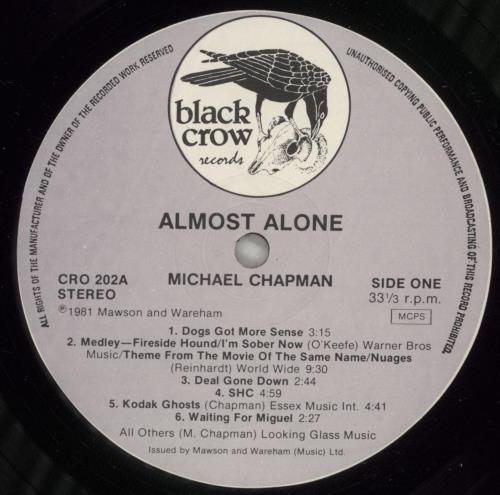 ALL RIGHTS OF THE MANUFACTURER AND OF THE OWNER OF THE RECORDED WORK RESERVED
UNAUTHORISED COPYING PUBLIC PERFORMANCE AND BROADCASTING OF THIS RECORD PROHIBITED.
black
crow
records
ALMOST ALONE
CRO 202A
STEREO
MICHAEL CHAPMAN
SIDE ONE
33 1/3 r.p.m.
℗1981 Mawson and Wareham
MCPS
1. Dogs Got More Sense 3:15
2. Medley—Fireside Hound/I'm Sober Now (O'Keefe) Warner Bros
Music/Theme From The Movie Of The Same Name/Nuages
(Reinhardt) World Wide 9:30
3. Deal Gone Down 2:44
4. SHC 4:59
5. Kodak Ghosts (Chapman) Essex Music Int. 4:41
6. Waiting For Miguel 2:27
All Others (M. Chapman) Looking Glass Music
Issued by Mawson and Wareham (Music) Ltd.